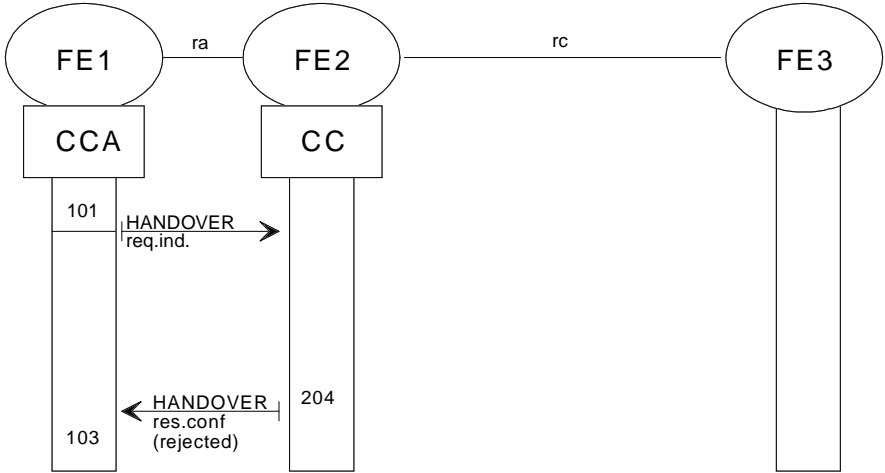 FE1
ra
FE2
rc
FE3
CCA
CC
101
HANDOVER
req.ind.
204
HANDOVER
res.conf
(rejected)
103